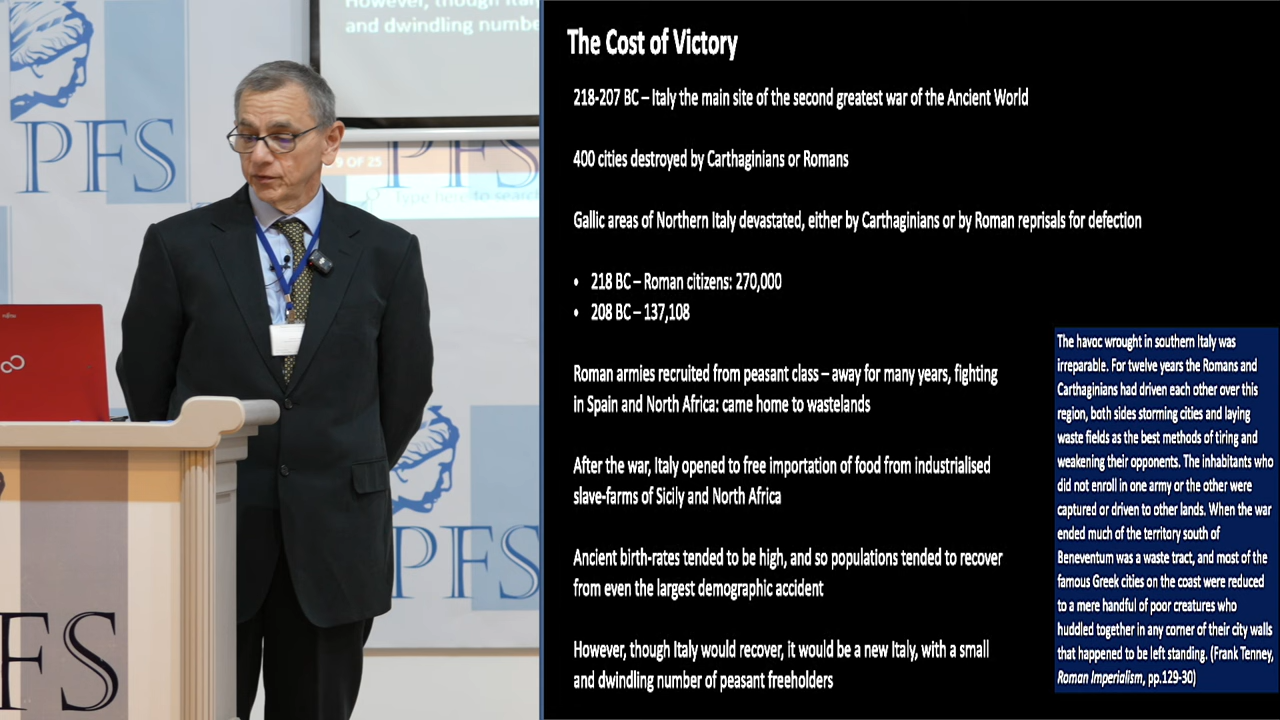 However, though Italy
and dwindling numbe
PFS
PFS
9 OF 25
Type here to search
FUJITSU
PFS
FS
The Cost of Victory
218-207 BC – Italy the main site of the second greatest war of the Ancient World
400 cities destroyed by Carthaginians or Romans
Gallic areas of Northern Italy devastated, either by Carthaginians or by Roman reprisals for defection
• 218 BC – Roman citizens: 270,000
• 208 BC – 137,108
Roman armies recruited from peasant class – away for many years, fighting
in Spain and North Africa: came home to wastelands
After the war, Italy opened to free importation of food from industrialised
slave-farms of Sicily and North Africa
Ancient birth-rates tended to be high, and so populations tended to recover
from even the largest demographic accident
However, though Italy would recover, it would be a new Italy, with a small
and dwindling number of peasant freeholders
The havoc wrought in southern Italy was
irreparable. For twelve years the Romans and
Carthaginians had driven each other over this
region, both sides storming cities and laying
waste fields as the best methods of tiring and
weakening their opponents. The inhabitants who
did not enroll in one army or the other were
captured or driven to other lands. When the war
ended much of the territory south of
Beneventum was a waste tract, and most of the
famous Greek cities on the coast were reduced
to a mere handful of poor creatures who
huddled together in any corner of their city walls
that happened to be left standing. (Frank Tenney,
Roman Imperialism, pp.129-30)